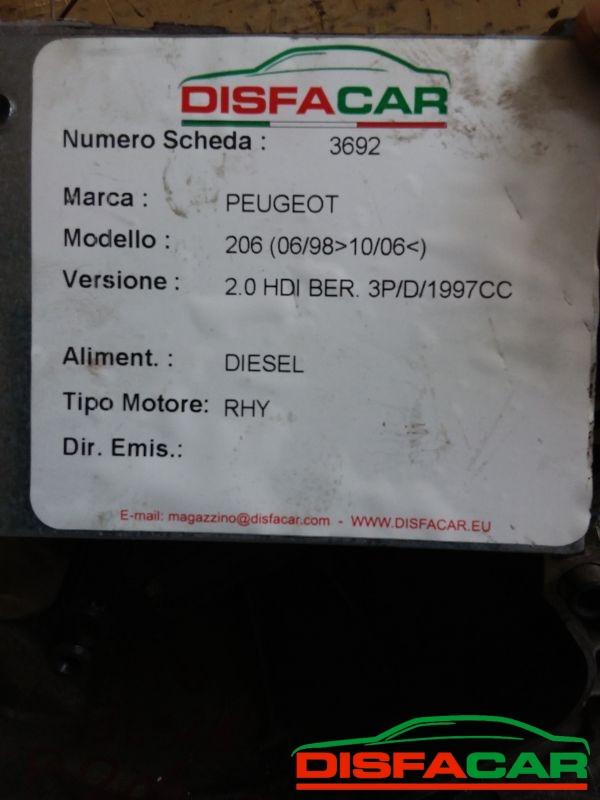 DISFACAR
Numero Scheda : 3692
Marca : PEUGEOT
Modello : 206 (06/98>10/06<)
Versione : 2.0 HDI BER. 3P/D/1997CC
Aliment. : DIESEL
Tipo Motore: RHY
Dir. Emis.:
E-mail: magazzino@disfacar.com - WWW.DISFACAR.EU
DISFACAR